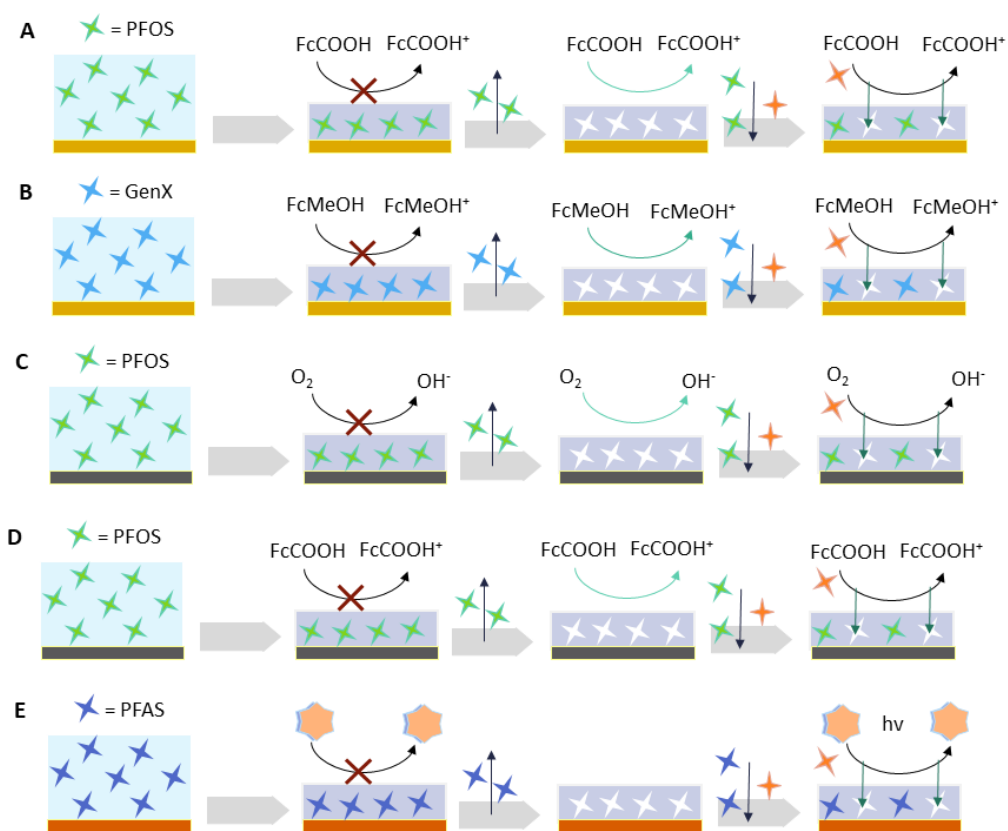 A = PFOS
FcCOOH FcCOOH⁺ FcCOOH FcCOOH⁺ FcCOOH FcCOOH⁺
B = GenX
FcMeOH FcMeOH⁺ FcMeOH FcMeOH⁺ FcMeOH FcMeOH⁺
C = PFOS
O₂ OH⁻ O₂ OH⁻ O₂ OH⁻
D = PFOS
FcCOOH FcCOOH⁺ FcCOOH FcCOOH⁺ FcCOOH FcCOOH⁺
E = PFAS
hv